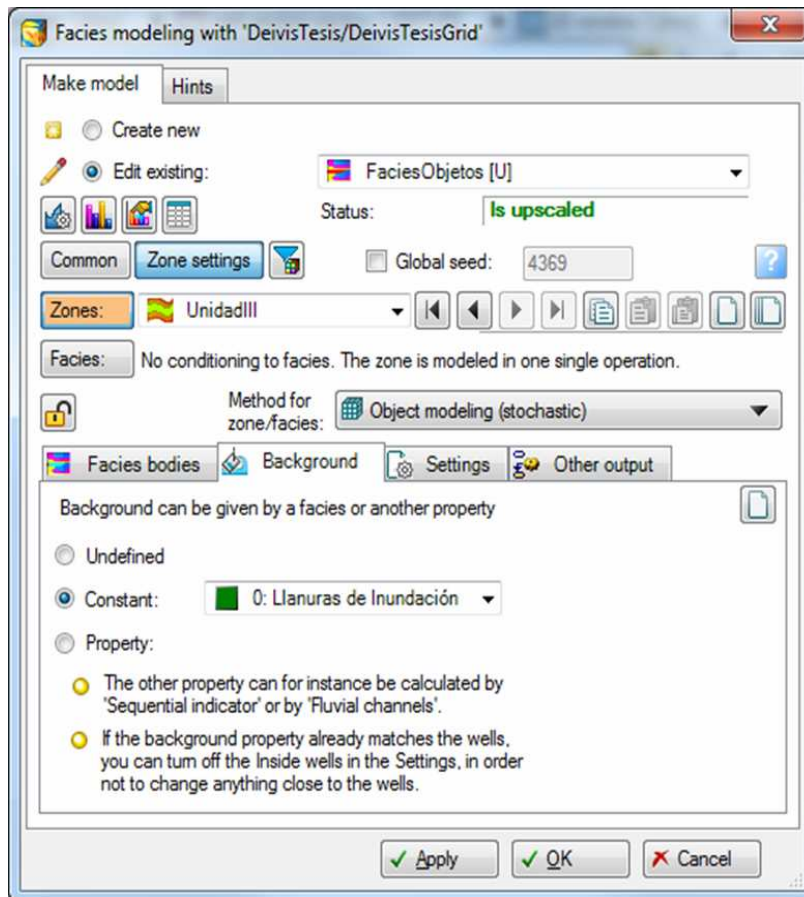 Facies modeling with 'DeivisTesis/DeivisTesisGrid'
Make model Hints
Create new
Edit existing: FaciesObjetos [U]
Status: Is upscaled
Common Zone settings Global seed: 4369 ?
Zones: UnidadIII
Facies: No conditioning to facies. The zone is modeled in one single operation.
Method for
zone/facies: Object modeling (stochastic)
Facies bodies Background Settings Other output
Background can be given by a facies or another property
Undefined
Constant: 0: Llanuras de Inundación
Property:
The other property can for instance be calculated by
'Sequential indicator' or by 'Fluvial channels'.
If the background property already matches the wells,
you can turn off the Inside wells in the Settings, in order
not to change anything close to the wells.
Apply OK Cancel